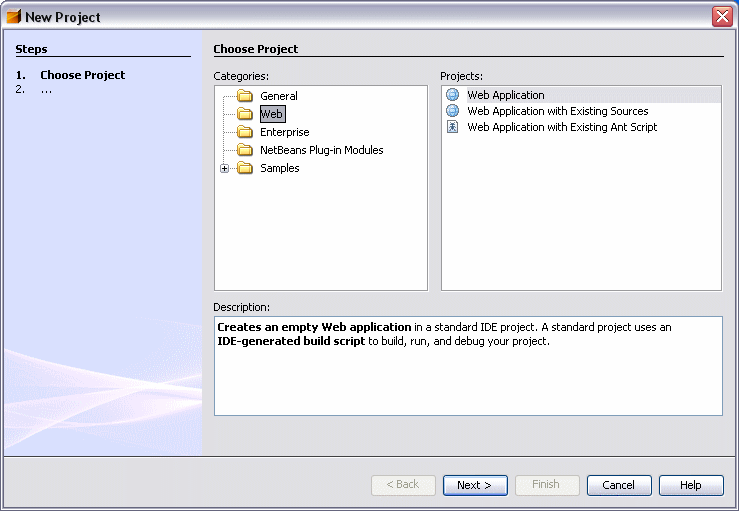 New Project
Steps
1. Choose Project
2. ...
Choose Project
Categories:
General
Web
Enterprise
NetBeans Plug-in Modules
Samples
Projects:
Web Application
Web Application with Existing Sources
Web Application with Existing Ant Script
Description:
Creates an empty Web application in a standard IDE project. A standard project uses an
IDE-generated build script to build, run, and debug your project.
< Back
Next >
Finish
Cancel
Help